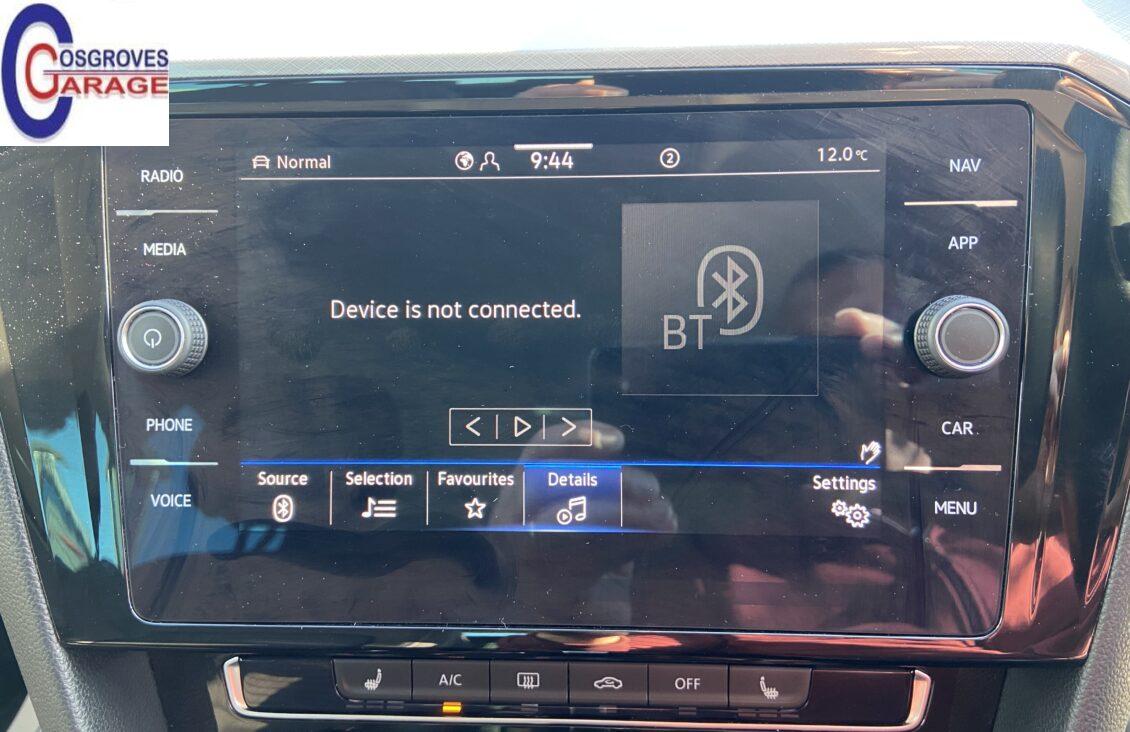 COSGROVES
GARAGE
Normal
9:44
2
12.0°C
RADIO
MEDIA
PHONE
VOICE
NAV
APP
CAR
MENU
Device is not connected.
BT
Source
Selection
Favourites
Details
Settings
A/C
OFF